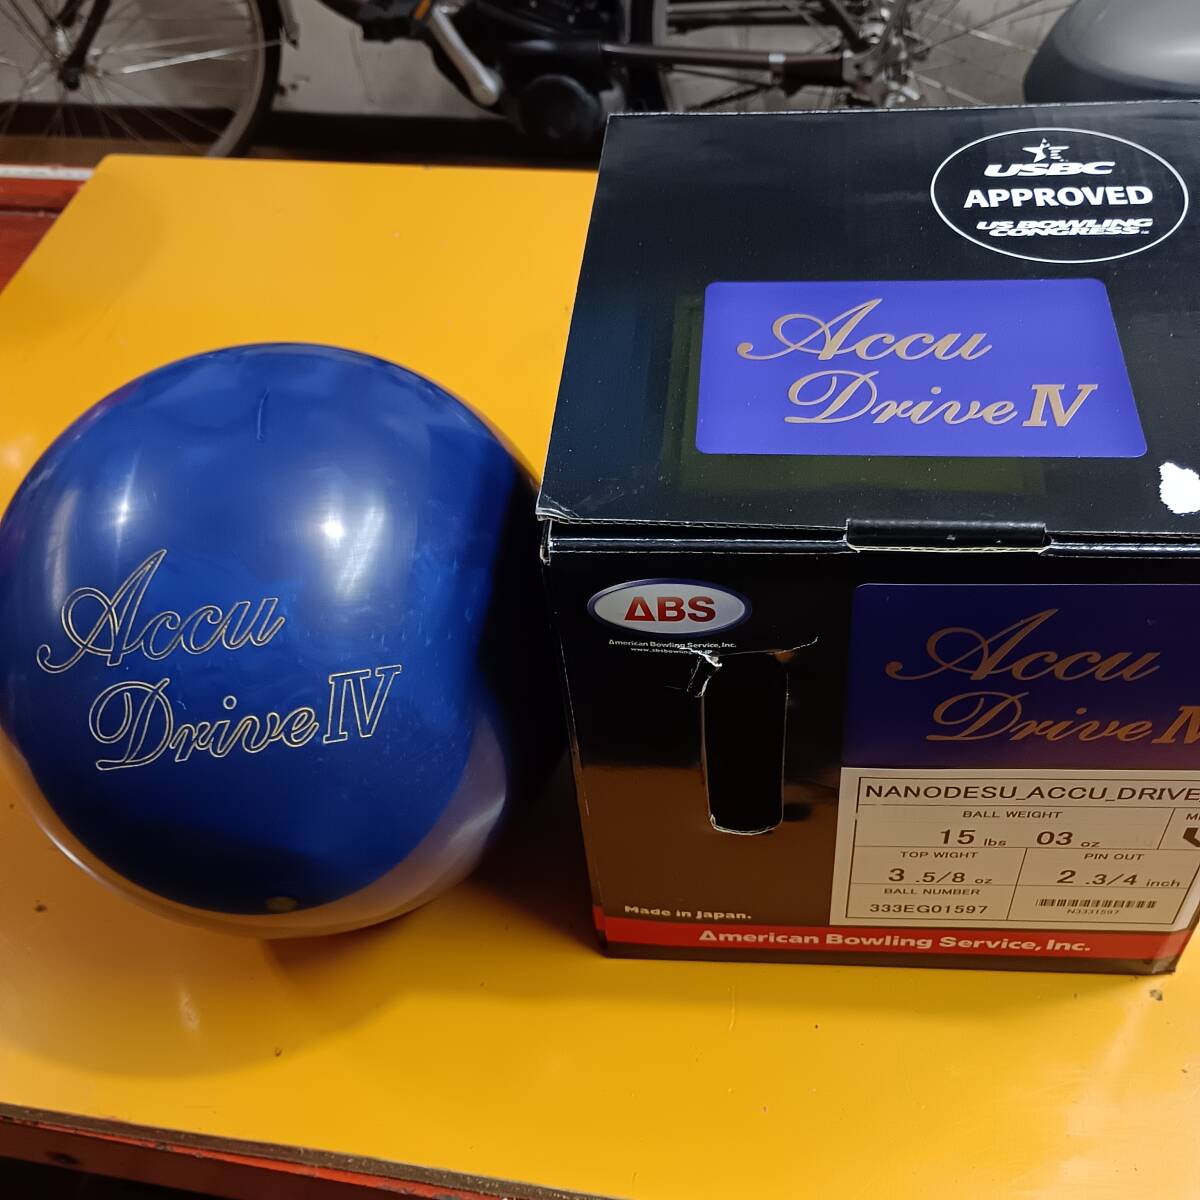 USBC
APPROVED
US BOWLING
CONGRESS
Accu
Drive IV
Accu
Drive IV
ABS
American Bowling Service, Inc.
Accu
Drive IV
NANODESU_ACCU_DRIVE
BALL WEIGHT
15 lbs 03 oz
TOP WIGHT
3 .5/8 oz
PIN OUT
2 .3/4 inch
BALL NUMBER
333EG01597
N3331597
Made in Japan.
American Bowling Service, Inc.